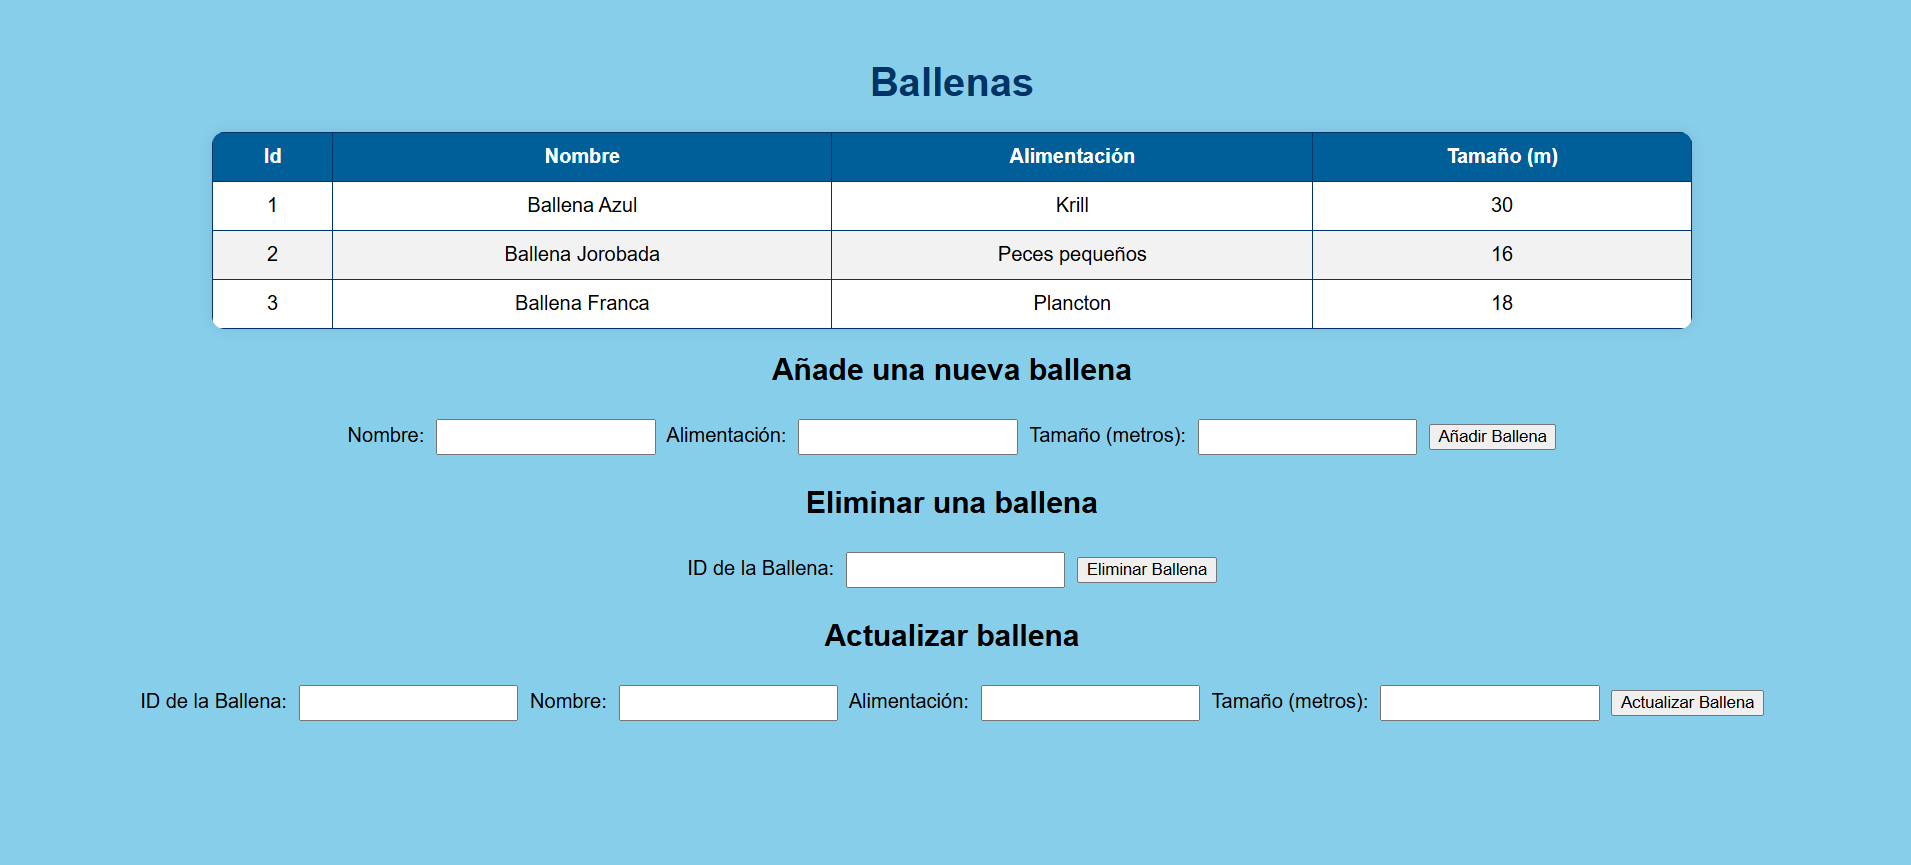 Ballenas
Id Nombre Alimentación Tamaño (m)
1 Ballena Azul Krill 30
2 Ballena Jorobada Peces pequeños 16
3 Ballena Franca Plancton 18
Añade una nueva ballena
Nombre: Alimentación: Tamaño (metros): Añadir Ballena
Eliminar una ballena
ID de la Ballena: Eliminar Ballena
Actualizar ballena
ID de la Ballena: Nombre: Alimentación: Tamaño (metros): Actualizar Ballena